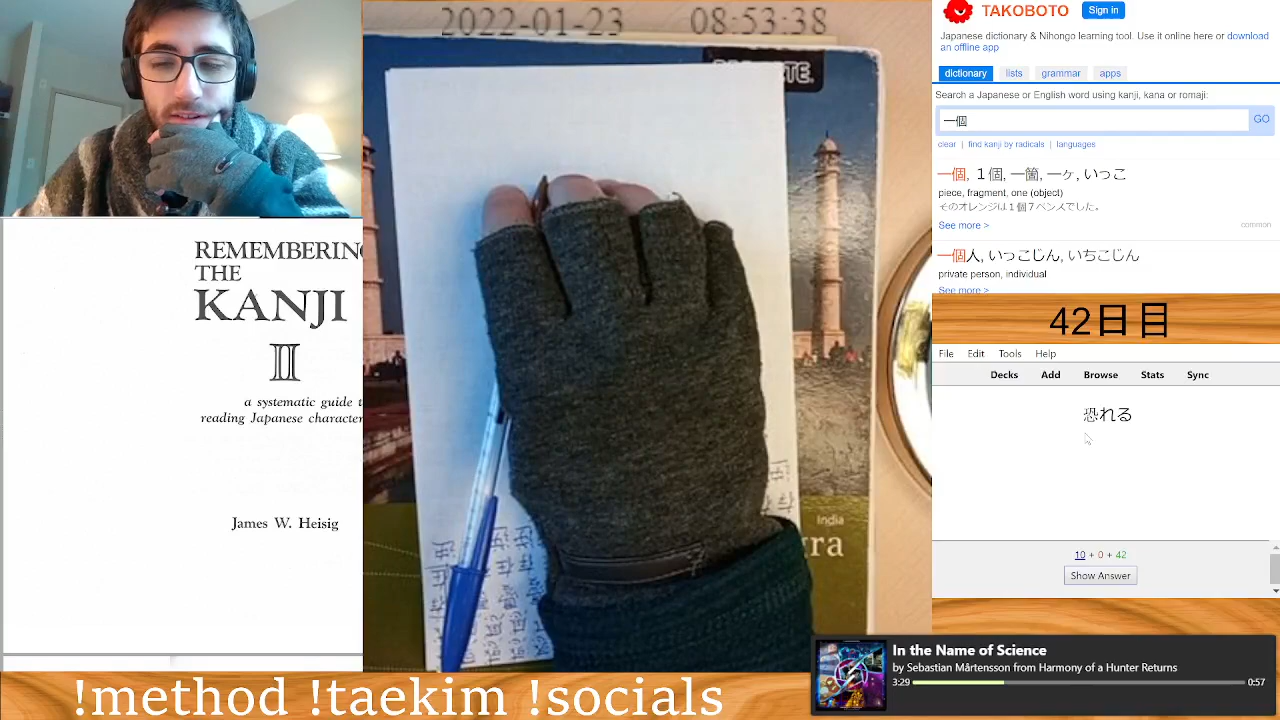 2022-01-23 08:53:38
REMEMBERING
THE
KANJI
II
a systematic guide t
reading Japanese character
James W. Heisig
India
gra
TAKOBOTO
Sign in
Japanese dictionary & Nihongo learning tool. Use it online here or download
an offline app
dictionary lists grammar apps
Search a Japanese or English word using kanji, kana or romaji:
一個 GO
clear | find kanji by radicals | languages
一個, 1個, 一箇, 一ヶ, いっこ
piece, fragment, one (object)
そのオレンジは1個7ペンスでした。
See more > common
一個人, いっこじん, いちこじん
private person, individual
See more >
42日目
File Edit Tools Help
Decks Add Browse Stats Sync
恐れる
10 + 0 + 42
Show Answer
In the Name of Science
by Sebastian Mårtensson from Harmony of a Hunter Returns
3:29 0:57
!method !taekim !socials